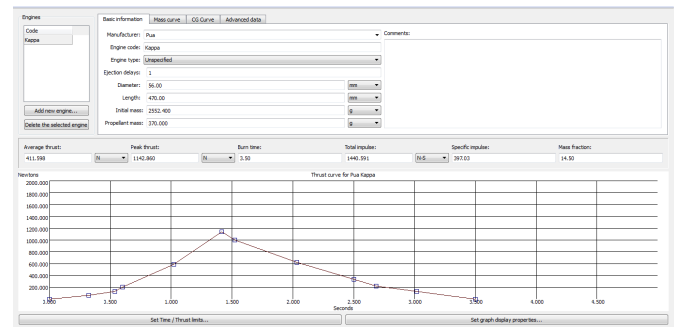 Engines
Code
Kappa
Add new engine...
Delete the selected engine
Basic information Mass curve CG Curve Advanced data
Manufacturer: Pua
Engine code: Kappa
Engine type: Unspecified
Ejection delays: 1
Diameter: 56.00 mm
Length: 470.00 mm
Initial mass: 2552.400 g
Propellant mass: 370.000 g
Comments:
Average thrust: Peak thrust: Burn time: Total impulse: Specific impulse: Mass fraction:
411.598 N 1142.860 N 3.50 1440.591 N-S 397.03 14.50
Newtons Thrust curve for Pua Kappa
2000.000
1800.000
1600.000
1400.000
1200.000
1000.000
800.000
600.000
400.000
200.000
0.500 1.000 1.500 2.000 2.500 3.000 4.000 4.500
Seconds
Set Time / Thrust limits... Set graph display properties...